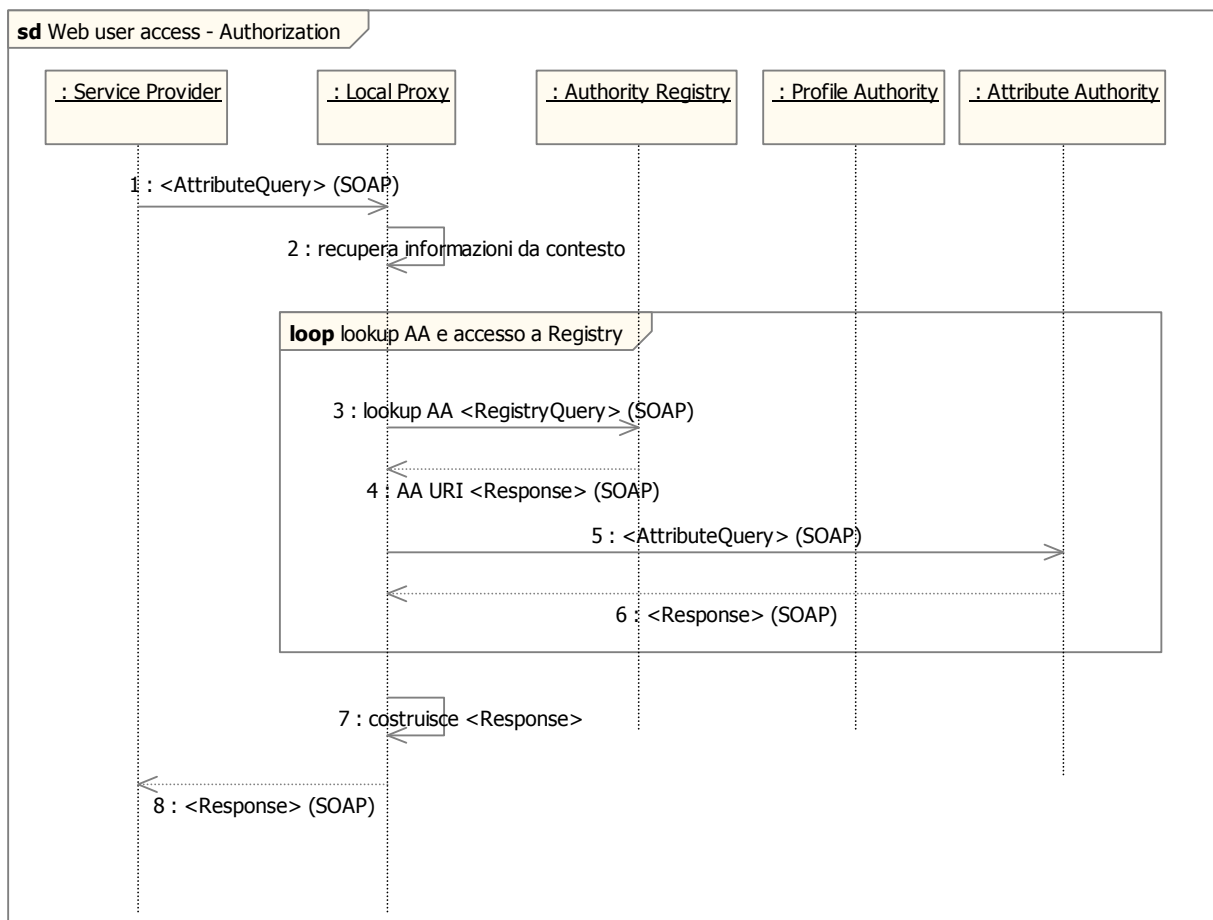 sd Web user access - Authorization
: Service Provider
: Local Proxy
: Authority Registry
: Profile Authority
: Attribute Authority
1 : <AttributeQuery> (SOAP)
2 : recupera informazioni da contesto
loop lookup AA e accesso a Registry
3 : lookup AA <RegistryQuery> (SOAP)
4 : AA URI <Response> (SOAP)
5 : <AttributeQuery> (SOAP)
6 : <Response> (SOAP)
7 : costruisce <Response>
8 : <Response> (SOAP)